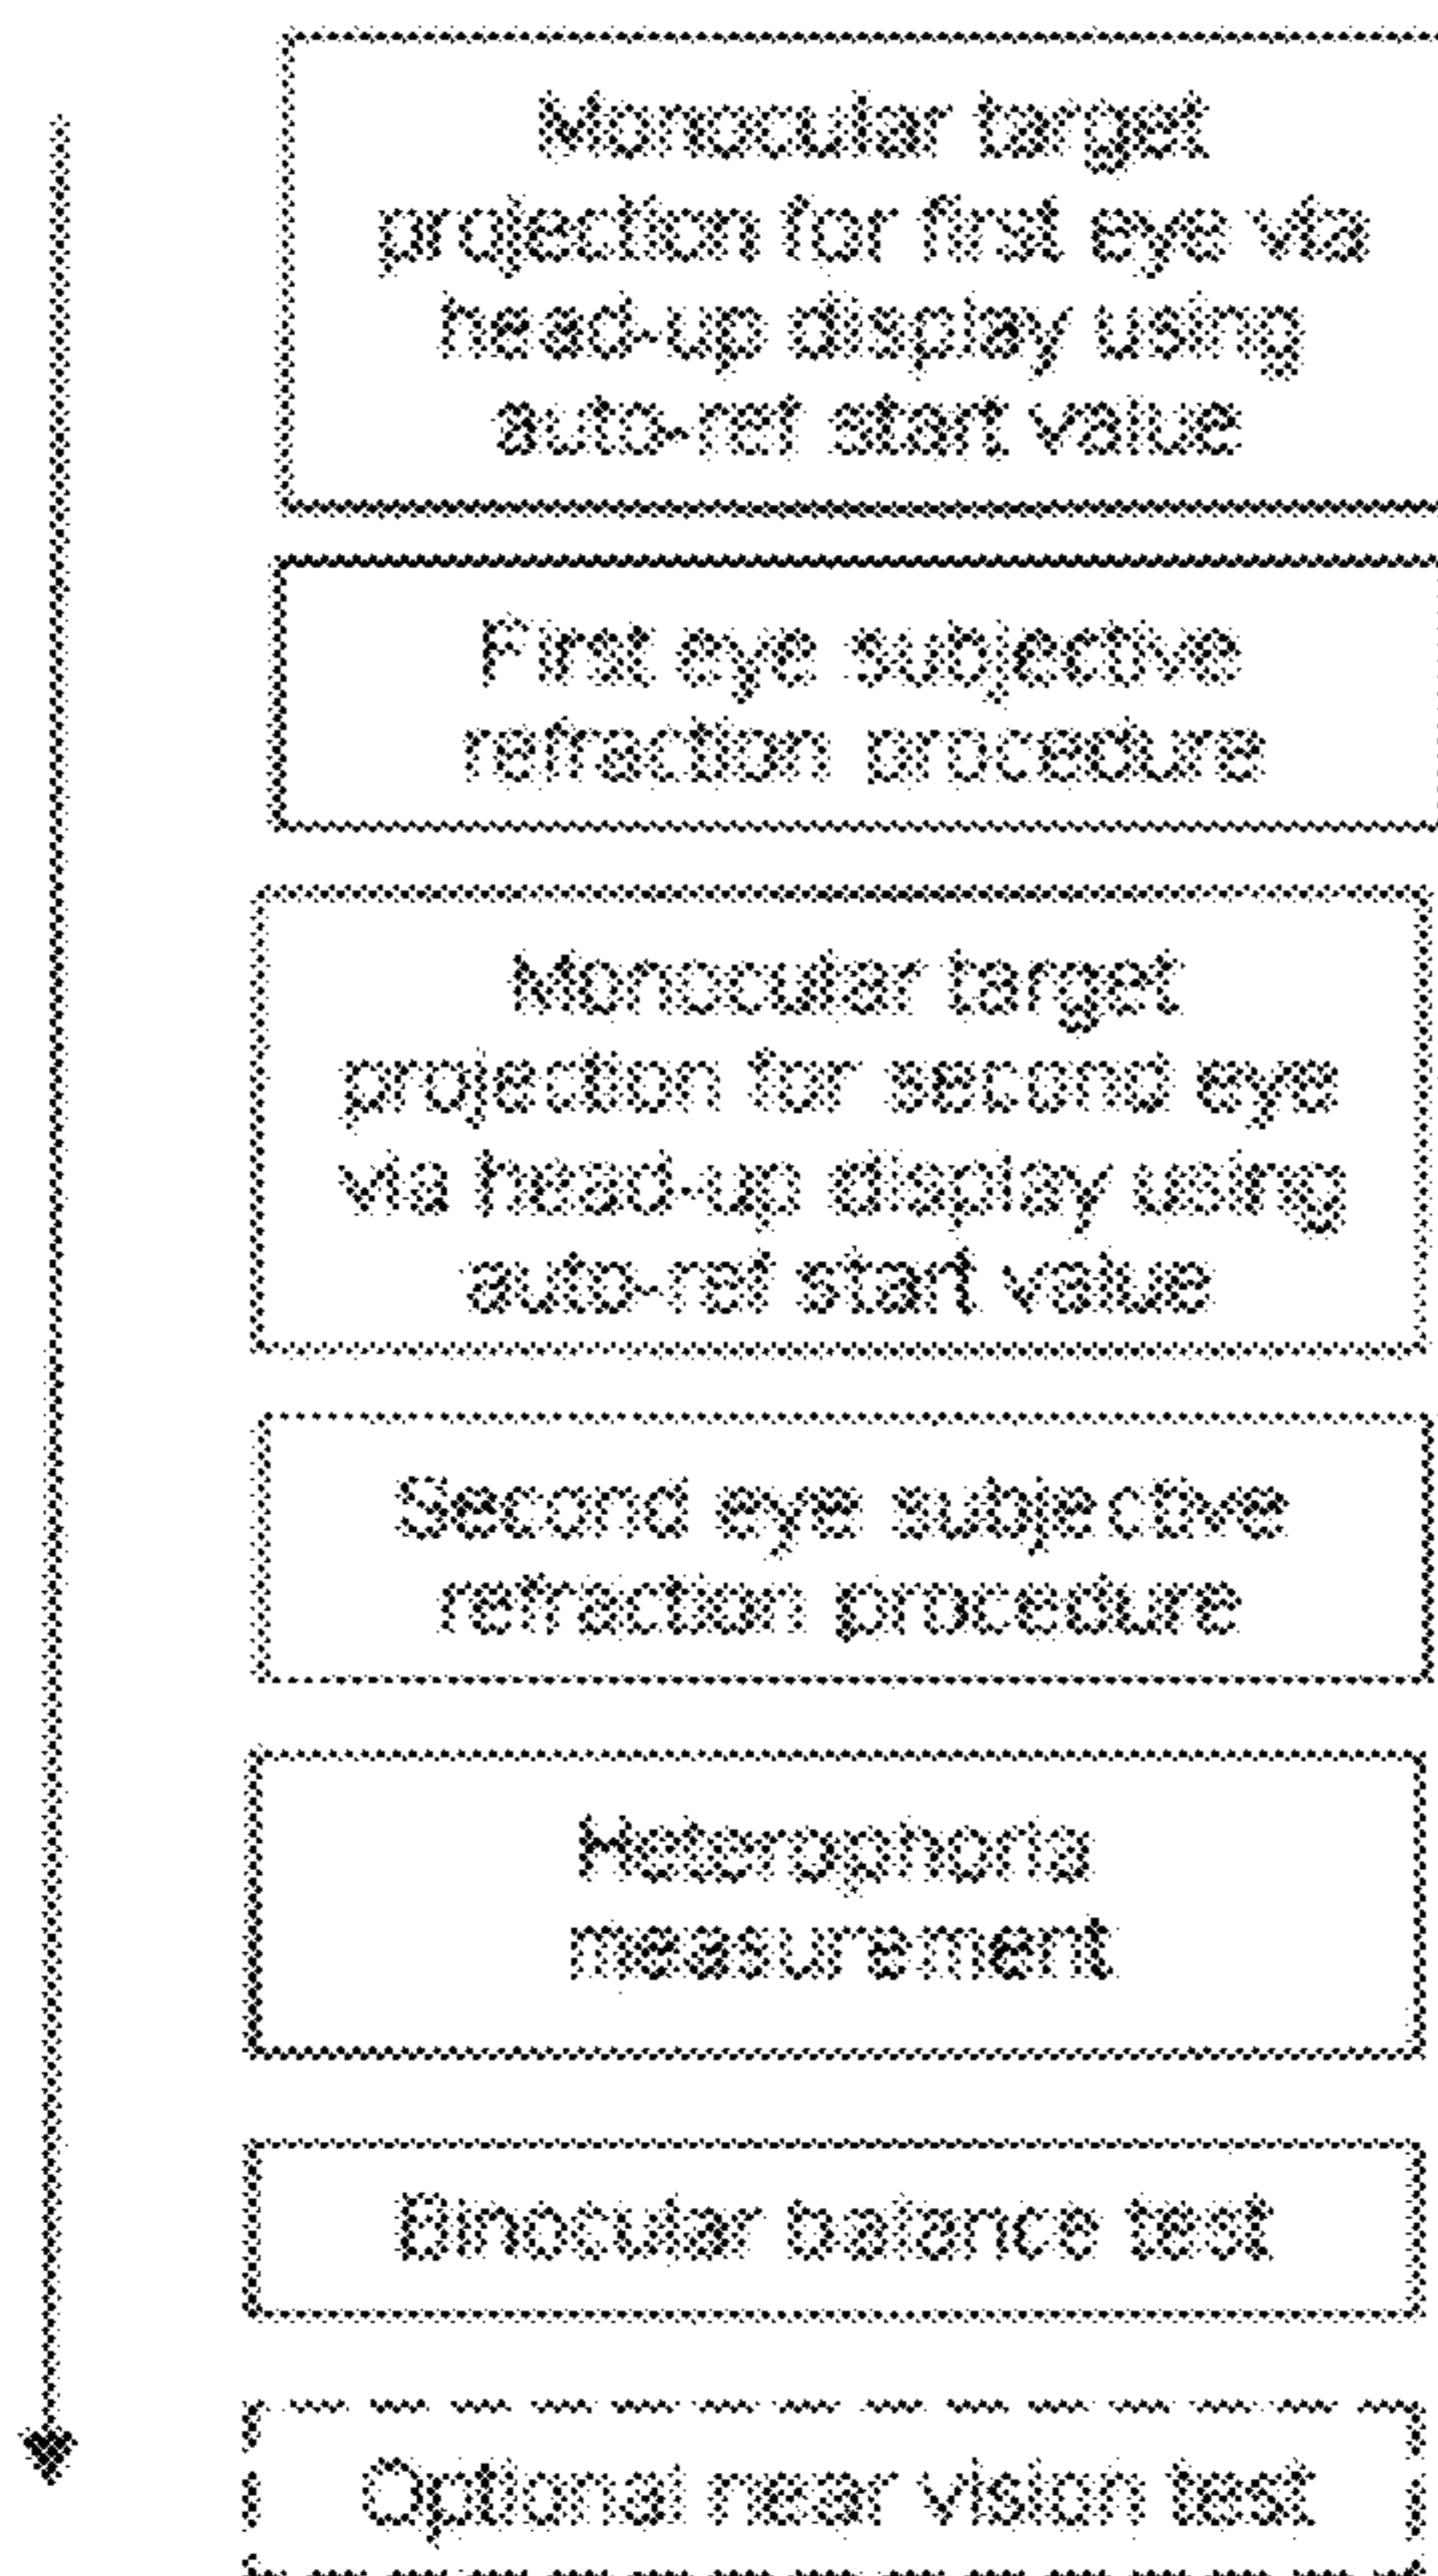 Monocular target
projection for first eye via
head-up display using
auto-ref start value
First eye subjective
refraction procedure
Monocular target
projection for second eye
via head-up display using
auto-ref start value
Second eye subjective
refraction procedure
Heterophoria
measurement
Binocular balance test
Optional near vision test